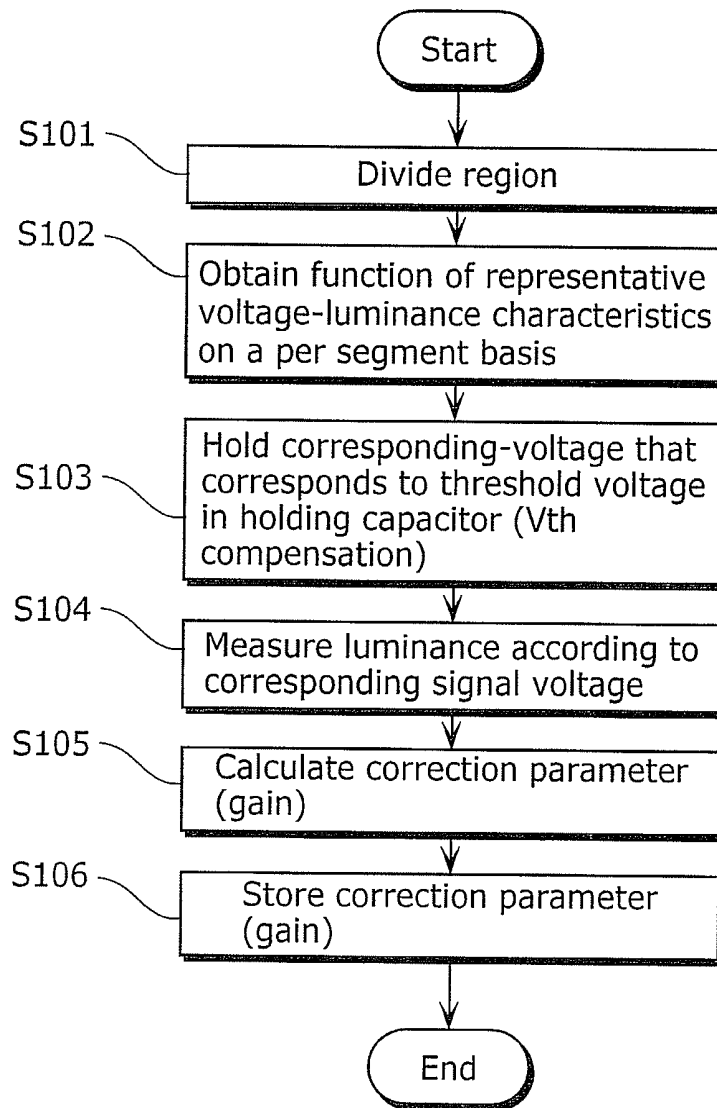 Start
S101
Divide region
S102
Obtain function of representative
voltage-luminance characteristics
on a per segment basis
S103
Hold corresponding-voltage that
corresponds to threshold voltage
in holding capacitor (Vth
compensation)
S104
Measure luminance according to
corresponding signal voltage
S105
Calculate correction parameter
(gain)
S106
Store correction parameter
(gain)
End